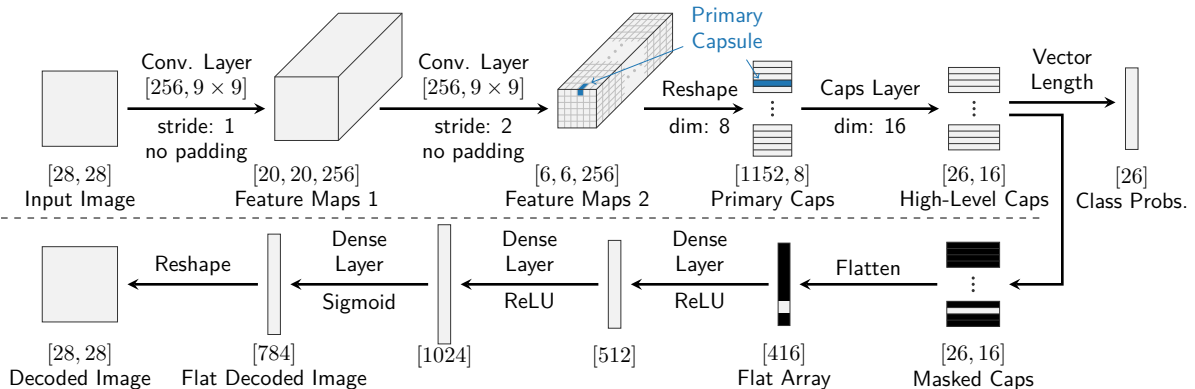 Primary
Capsule
Conv. Layer
[256, 9 × 9]
stride: 1
no padding
Conv. Layer
[256, 9 × 9]
stride: 2
no padding
Reshape
dim: 8
Caps Layer
dim: 16
Vector
Length
[28, 28]
Input Image
[20, 20, 256]
Feature Maps 1
[6, 6, 256]
Feature Maps 2
[1152, 8]
Primary Caps
[26, 16]
High-Level Caps
[26]
Class Probs.
Reshape
Dense
Layer
Sigmoid
Dense
Layer
ReLU
Dense
Layer
ReLU
Flatten
[28, 28]
Decoded Image
[784]
Flat Decoded Image
[1024]
[512]
[416]
Flat Array
[26, 16]
Masked Caps